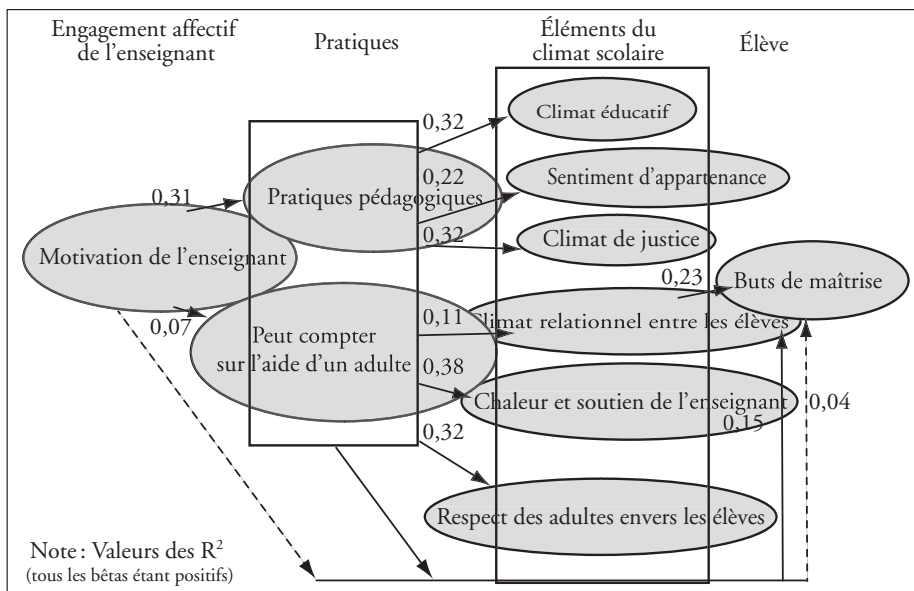 Engagement affectif
de l'enseignant
Pratiques
Éléments du
climat scolaire
Élève
0,32
Climat éducatif
0,22
Sentiment d'appartenance
0,31
Pratiques pédagogiques
0,32
Climat de justice
Motivation de l'enseignant
0,23
Buts de maîtrise
0,07
0,11
Climat relationnel entre les élèves
Peut compter
sur l'aide d'un adulte
0,38
Chaleur et soutien de l'enseignant
0,04
0,15
0,32
Respect des adultes envers les élèves
Note : Valeurs des R²
(tous les bêtas étant positifs)